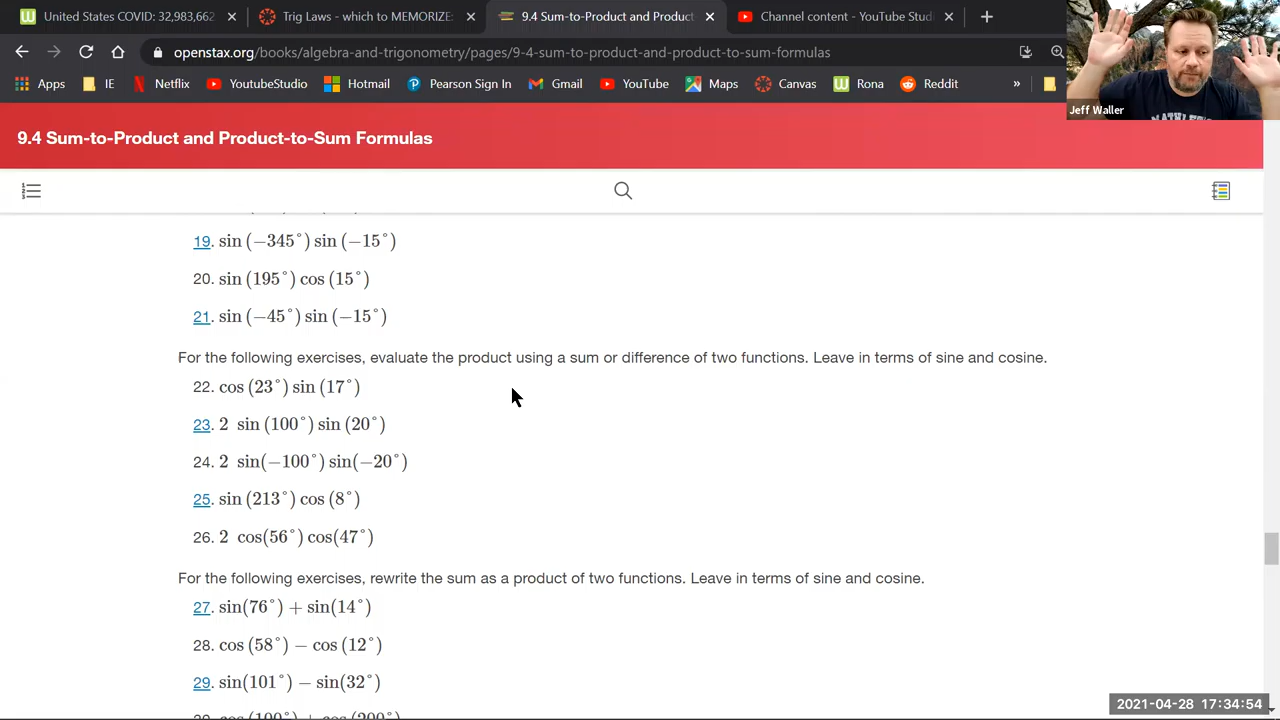 United States COVID: 32,983,662
Trig Laws - which to MEMORIZE:
9.4 Sum-to-Product and Product
Channel content - YouTube Stud
openstax.org/books/algebra-and-trigonometry/pages/9-4-sum-to-product-and-product-to-sum-formulas
Apps IE Netflix YoutubeStudio Hotmail Pearson Sign In Gmail YouTube Maps Canvas Rona Reddit »
Jeff Waller
9.4 Sum-to-Product and Product-to-Sum Formulas
19. sin (−345°) sin (−15°)
20. sin (195°) cos (15°)
21. sin (−45°) sin (−15°)
For the following exercises, evaluate the product using a sum or difference of two functions. Leave in terms of sine and cosine.
22. cos (23°) sin (17°)
23. 2 sin (100°) sin (20°)
24. 2 sin(−100°) sin(−20°)
25. sin (213°) cos (8°)
26. 2 cos(56°) cos(47°)
For the following exercises, rewrite the sum as a product of two functions. Leave in terms of sine and cosine.
27. sin(76°) + sin(14°)
28. cos (58°) − cos (12°)
29. sin(101°) − sin(32°)
2021-04-28 17:34:54